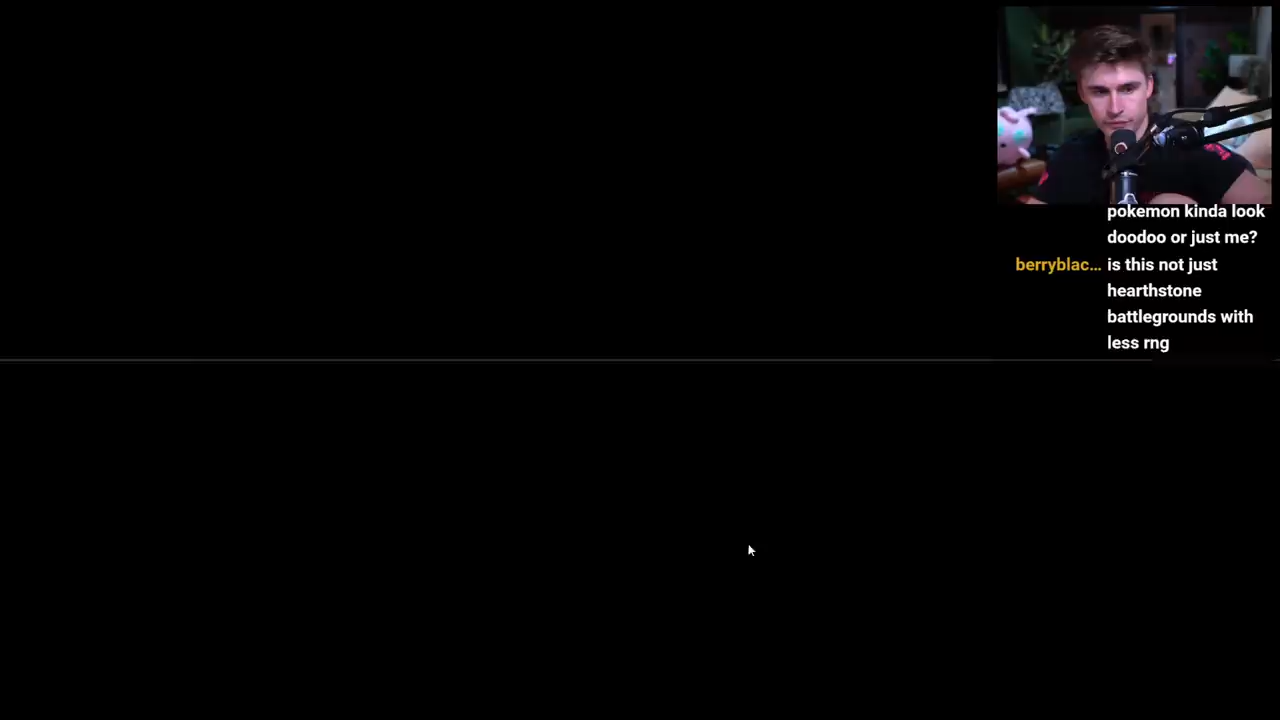 pokemon kinda look
doodoo or just me?
berryblac… is this not just
hearthstone
battlegrounds with
less rng